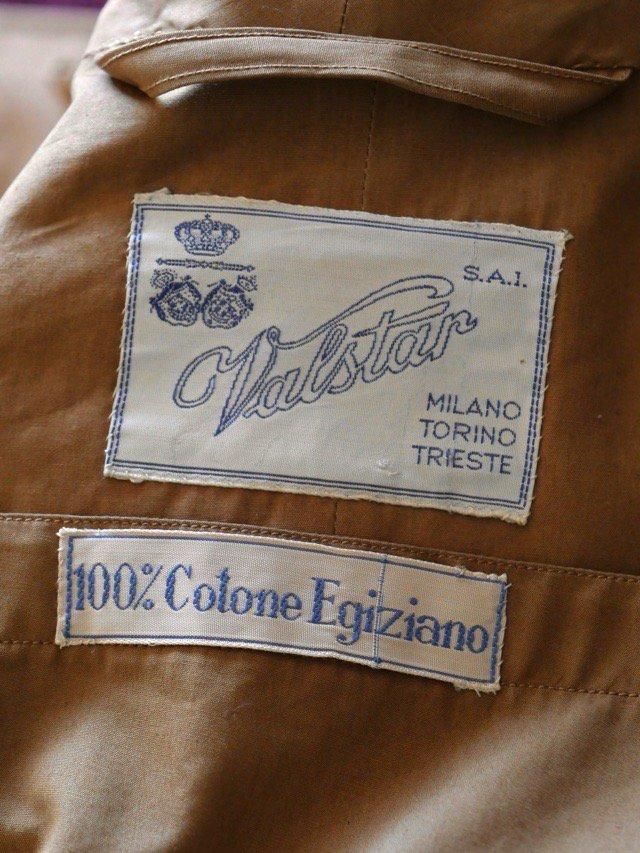 S.A.I.
Valstar
MILANO
TORINO
TRIESTE
100% Cotone Egiziano